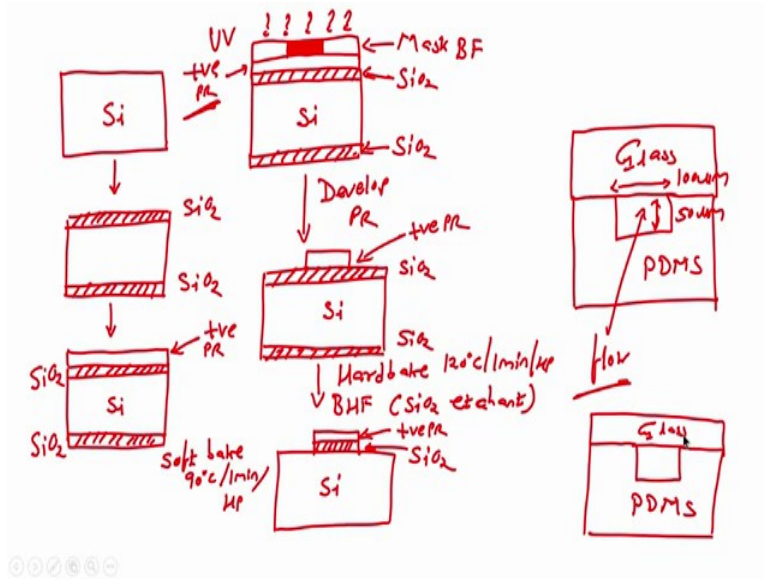 Si
SiO2
SiO2
+ve
PR
SiO2
Si
SiO2
Soft bake
90°c/1min/
HP
UV
Mask BF
+ve
PR
SiO2
Si
SiO2
Develop
PR
+ve PR
SiO2
Si
SiO2
Hardbake 120°c/1min/HP
BHF (SiO2 etchant)
+ve PR
SiO2
Si
Glass
100um
50um
PDMS
flow
Glass
PDMS